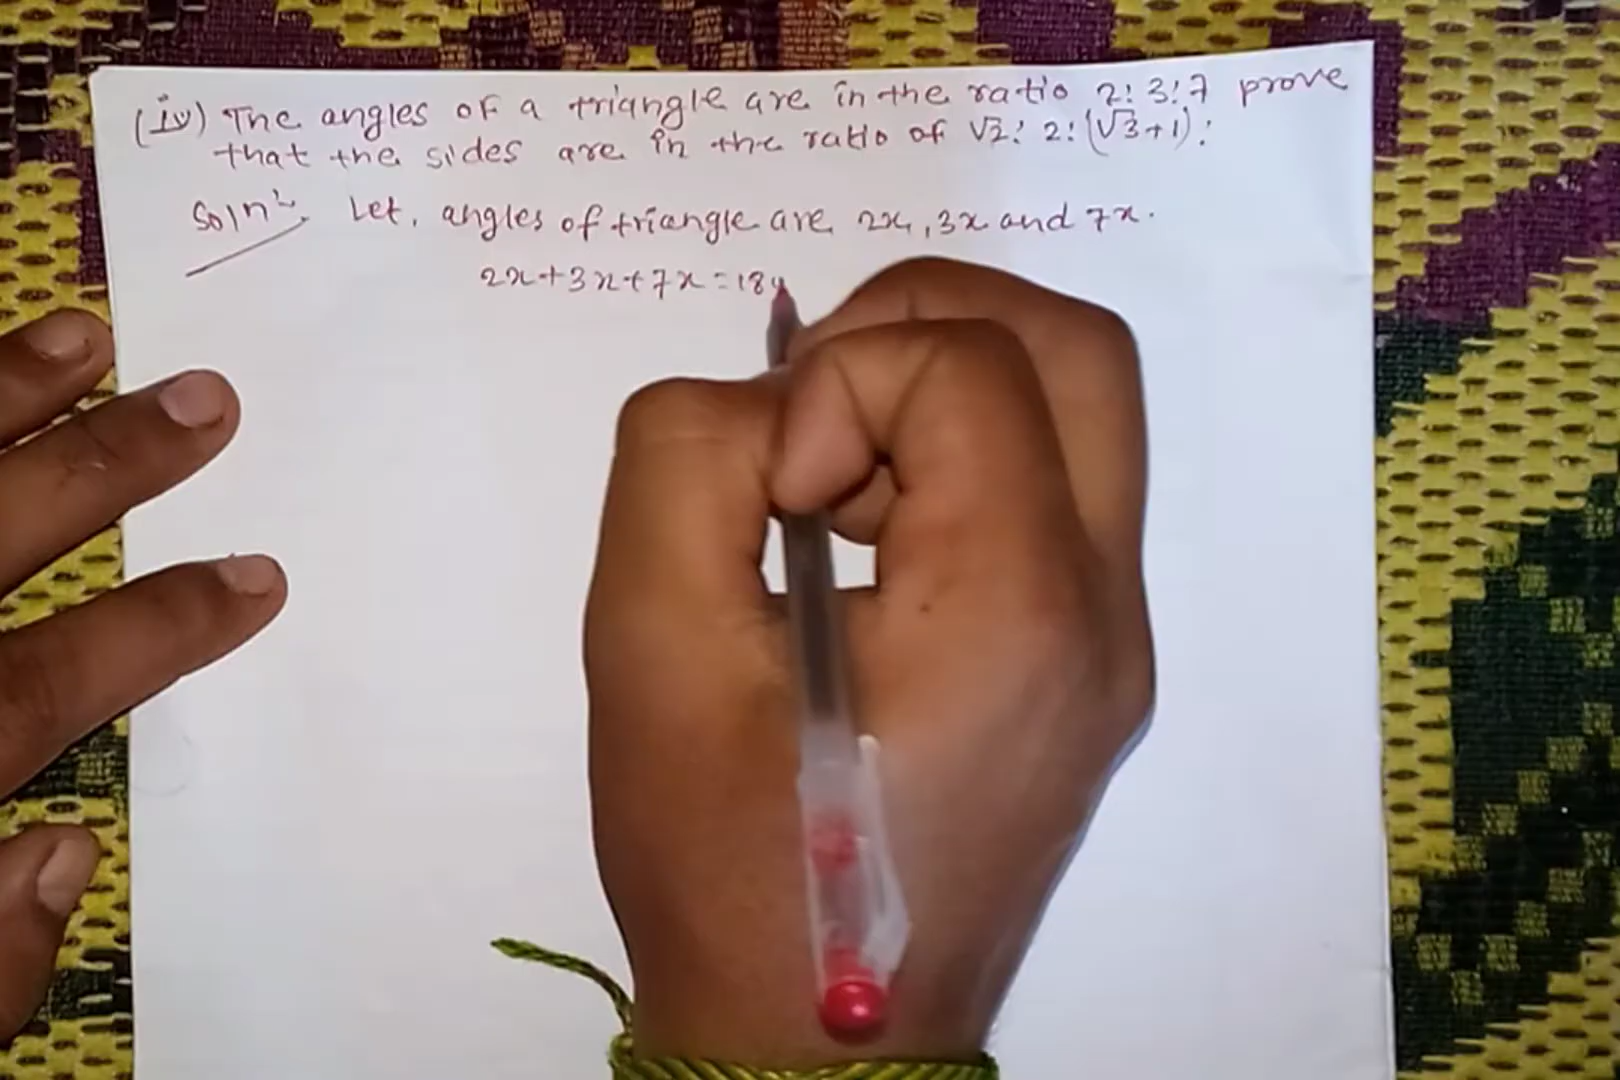 (iv) The angles of a triangle are in the ratio 2:3:7 prove
that the sides are in the ratio of √2: 2: (√3+1):
Soln: Let, angles of triangle are 2x, 3x and 7x.
2x+3x+7x=180